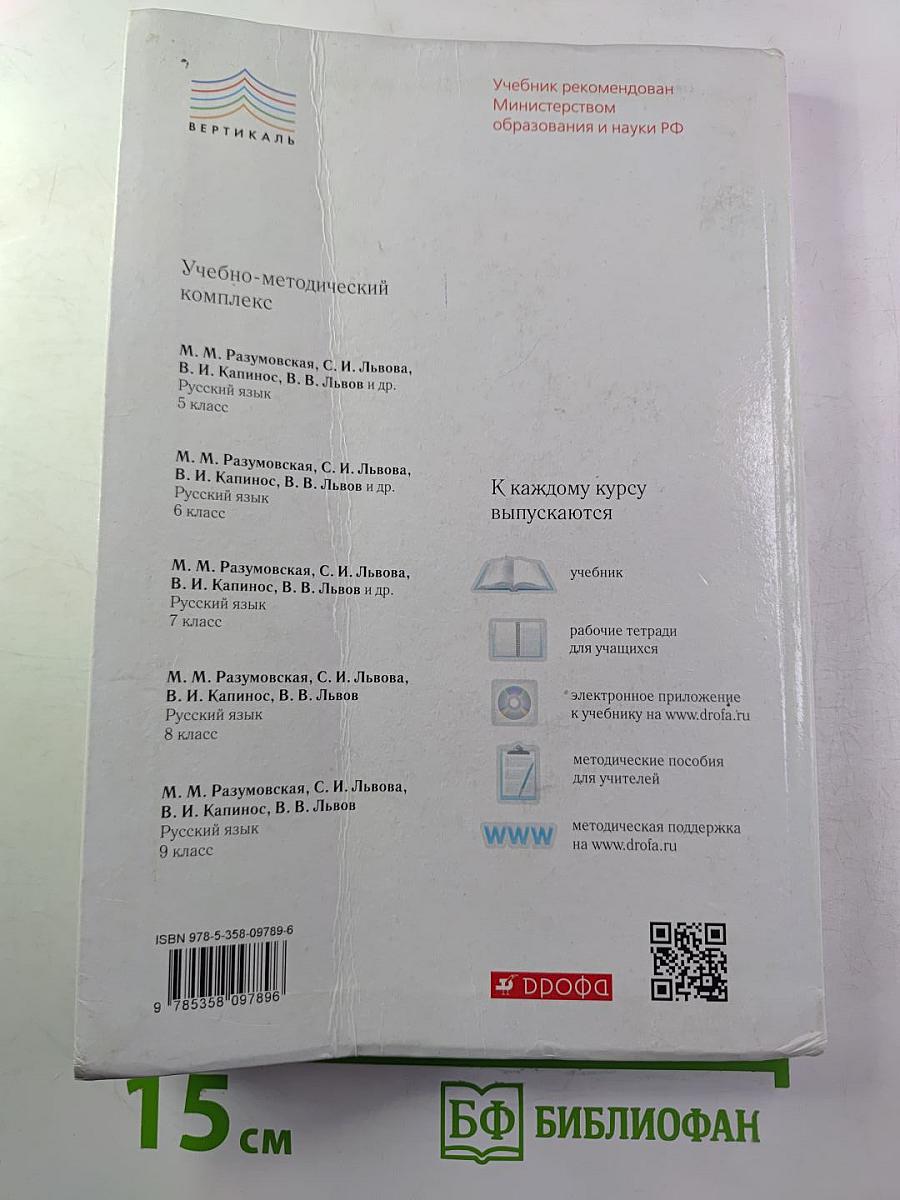 ВЕРТИКАЛЬ
Учебник рекомендован
Министерством
образования и науки РФ
Учебно-методический
комплекс
М. М. Разумовская, С. И. Львова,
В. И. Капинос, В. В. Львов и др.
Русский язык
5 класс
М. М. Разумовская, С. И. Львова,
В. И. Капинос, В. В. Львов и др.
Русский язык
6 класс
М. М. Разумовская, С. И. Львова,
В. И. Капинос, В. В. Львов и др.
Русский язык
7 класс
М. М. Разумовская, С. И. Львова,
В. И. Капинос, В. В. Львов
Русский язык
8 класс
М. М. Разумовская, С. И. Львова,
В. И. Капинос, В. В. Львов
Русский язык
9 класс
К каждому курсу
выпускаются
учебник
рабочие тетради
для учащихся
электронное приложение
к учебнику на www.drofa.ru
методические пособия
для учителей
www
методическая поддержка
на www.drofa.ru
ISBN 978-5-358-09789-6
9 785358 097896
дрофа
15 см
БФ БИБЛИОФАН